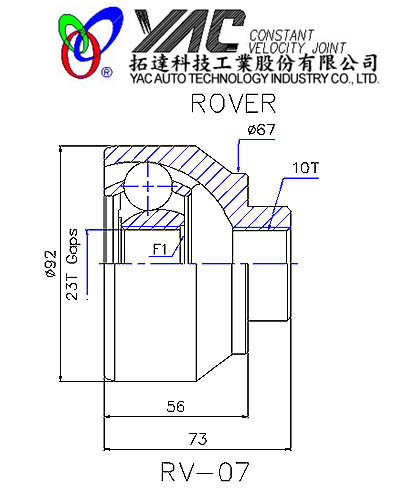 YAC CONSTANT
VELOCITY JOINT
拓達科技工業股份有限公司
YAC AUTO TECHNOLOGY INDUSTRY CO., LTD.
ROVER
ø67
10T
F1
23T Gaps
ø92
56
73
RV-07